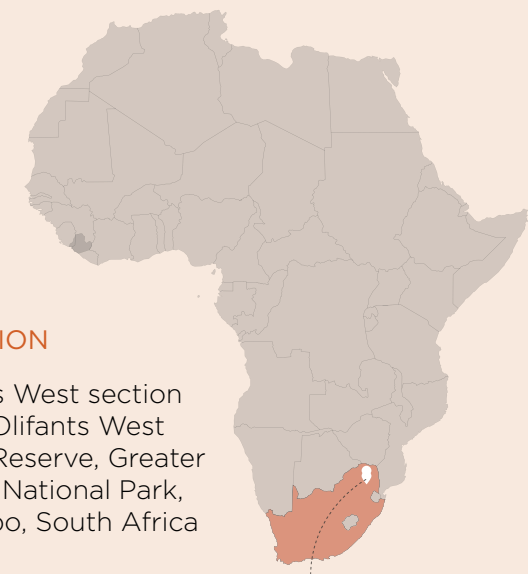 ION
s West section
Olifants West
Reserve, Greater
National Park,
oo, South Africa